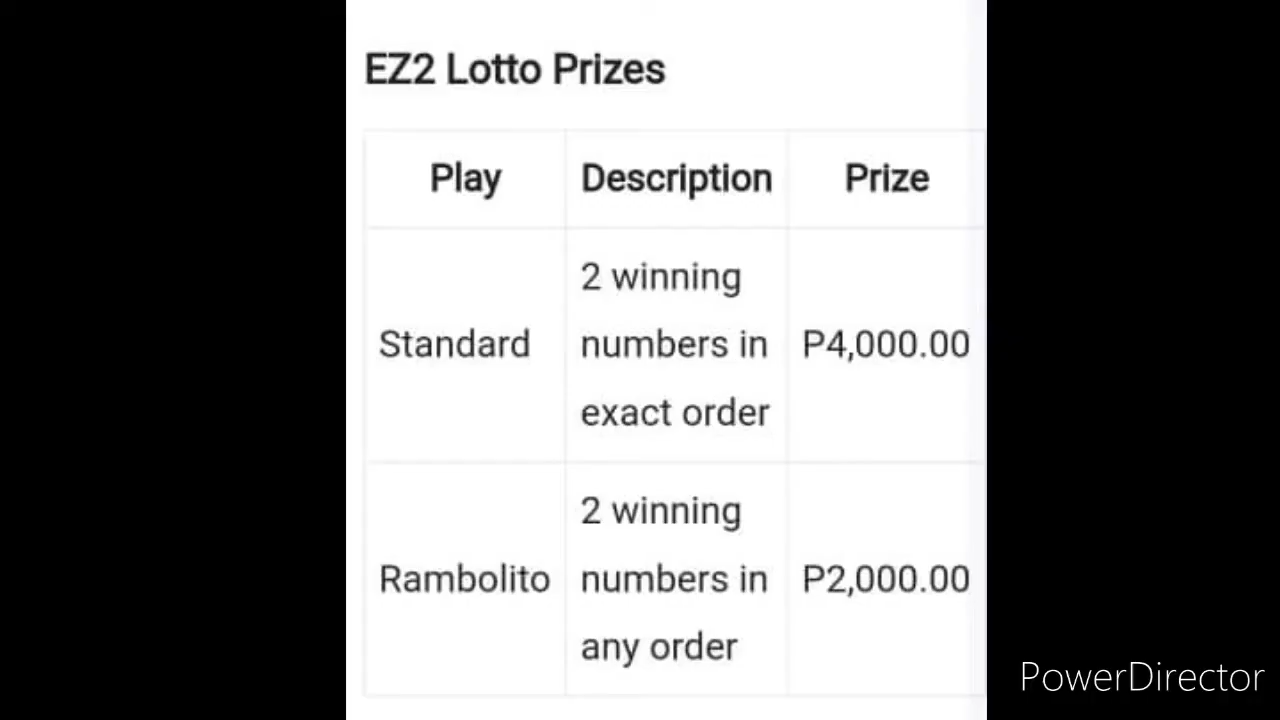 EZ2 Lotto Prizes
Play Description Prize
2 winning
Standard numbers in P4,000.00
exact order
2 winning
Rambolito numbers in P2,000.00
any order
PowerDirector